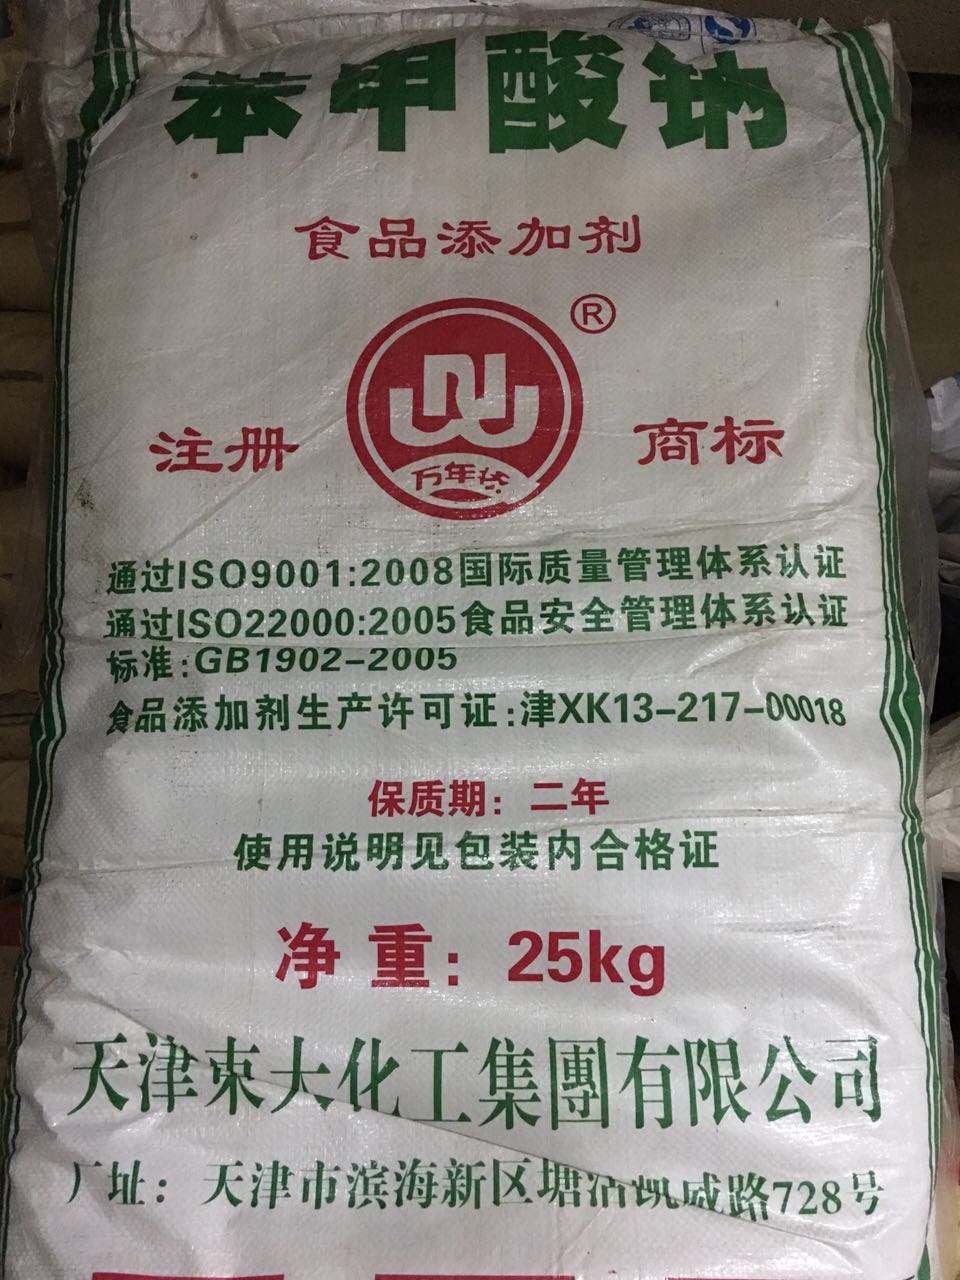 苯甲酸钠
食品添加剂
®
注册 商标
万年青
通过ISO9001:2008国际质量管理体系认证
通过ISO22000:2005食品安全管理体系认证
标准:GB1902-2005
食品添加剂生产许可证:津XK13-217-00018
保质期:二年
使用说明见包装内合格证
净重:25kg
天津東大化工集團有限公司
厂址:天津市滨海新区塘沽凯威路728号